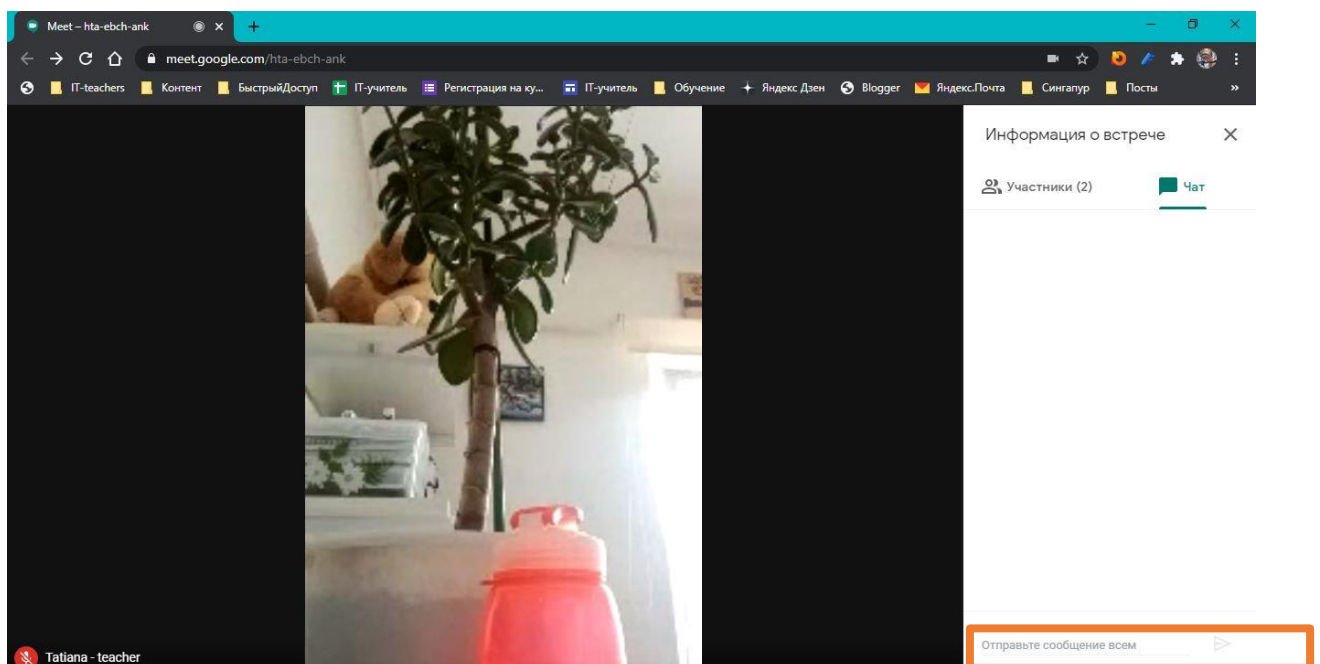 Meet – hta-ebch-ank
meet.google.com/hta-ebch-ank
IT-teachers Контент БыстрыйДоступ IT-учитель Регистрация на ку... IT-учитель Обучение Яндекс Дзен Blogger Яндекс.Почта Сингапур Посты »
Информация о встрече
Участники (2) Чат
Отправьте сообщение всем
Tatiana - teacher